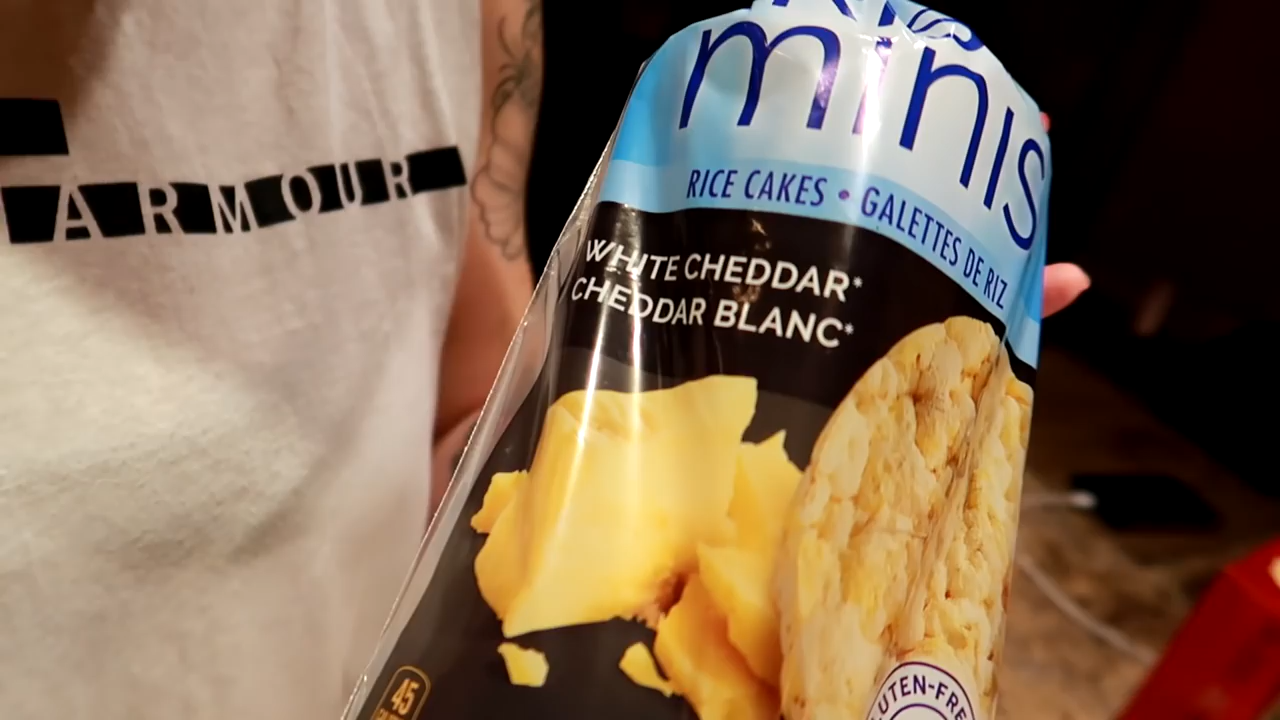 minis
RICE CAKES • GALETTES DE RIZ
WHITE CHEDDAR*
CHEDDAR BLANC*
ARMOUR
45